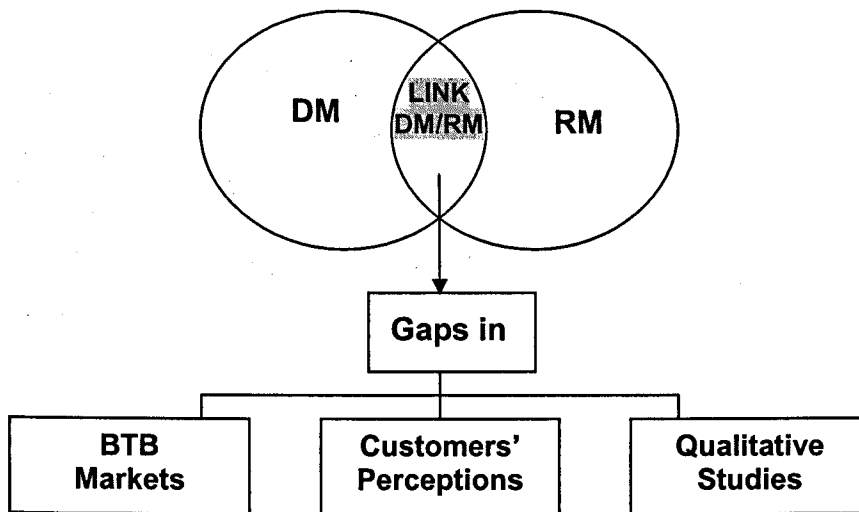 DM
LINK
DM/RM
RM
Gaps in
BTB
Markets
Customers’
Perceptions
Qualitative
Studies